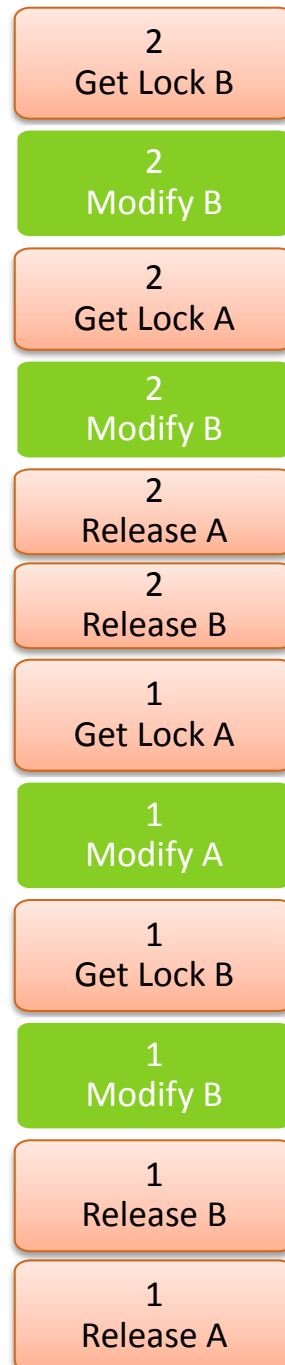 2
Get Lock B
2
Modify B
2
Get Lock A
2
Modify B
2
Release A
2
Release B
1
Get Lock A
1
Modify A
1
Get Lock B
1
Modify B
1
Release B
1
Release A